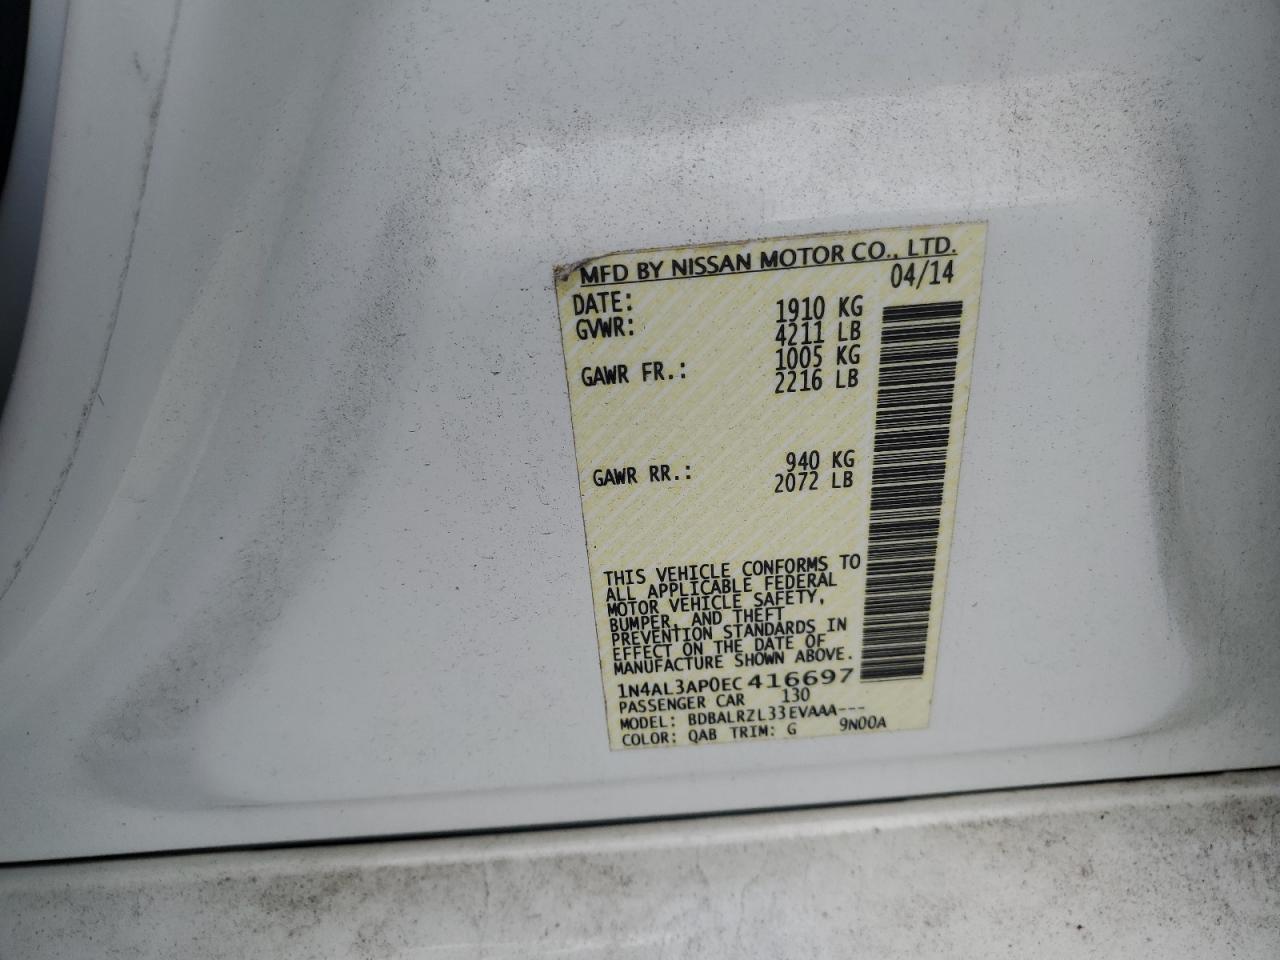 MFD BY NISSAN MOTOR CO., LTD.
DATE: 04/14
GVWR: 1910 KG
4211 LB
GAWR FR.: 1005 KG
2216 LB
GAWR RR.: 940 KG
2072 LB
THIS VEHICLE CONFORMS TO
ALL APPLICABLE FEDERAL
MOTOR VEHICLE SAFETY,
BUMPER, AND THEFT
PREVENTION STANDARDS IN
EFFECT ON THE DATE OF
MANUFACTURE SHOWN ABOVE.
1N4AL3AP0EC416697
PASSENGER CAR 130
MODEL: BDBALRZL33EVAAA---
COLOR: QAB TRIM: G 9N00A